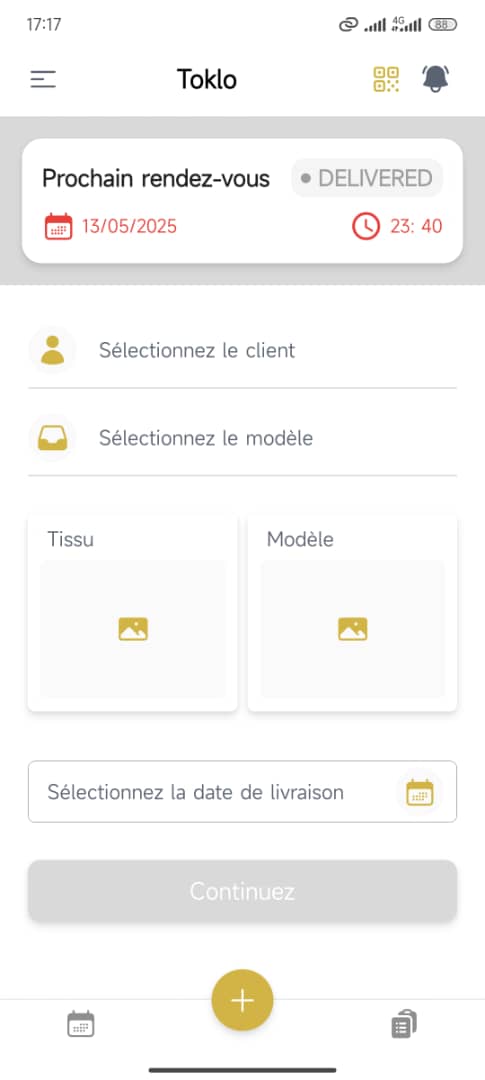 17:17
4G
88
Toklo
Prochain rendez-vous
DELIVERED
13/05/2025
23: 40
Sélectionnez le client
Sélectionnez le modèle
Tissu
Modèle
Sélectionnez la date de livraison
Continuez